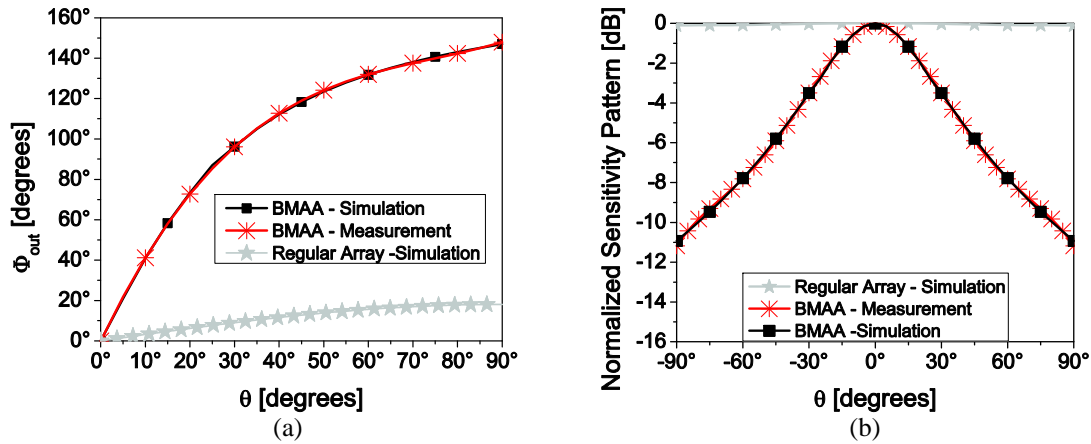 160°
140°
120°
100°
80°
60°
40°
20°
0°
Φout [degrees]
BMAA - Simulation
BMAA - Measurement
Regular Array -Simulation
0° 10° 20° 30° 40° 50° 60° 70° 80° 90°
θ [degrees]
(a)
0
-2
-4
-6
-8
-10
-12
-14
-16
Normalized Sensitivity Pattern [dB]
Regular Array - Simulation
BMAA - Measurement
BMAA -Simulation
-90° -60° -30° 0° 30° 60° 90°
θ [degrees]
(b)